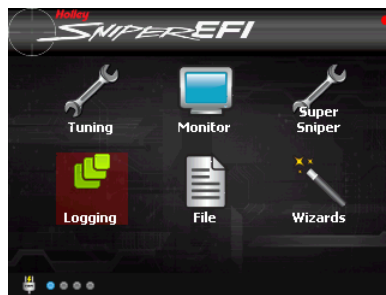 Holley
SNIPER EFI
Tuning
Monitor
Super
Sniper
Logging
File
Wizards